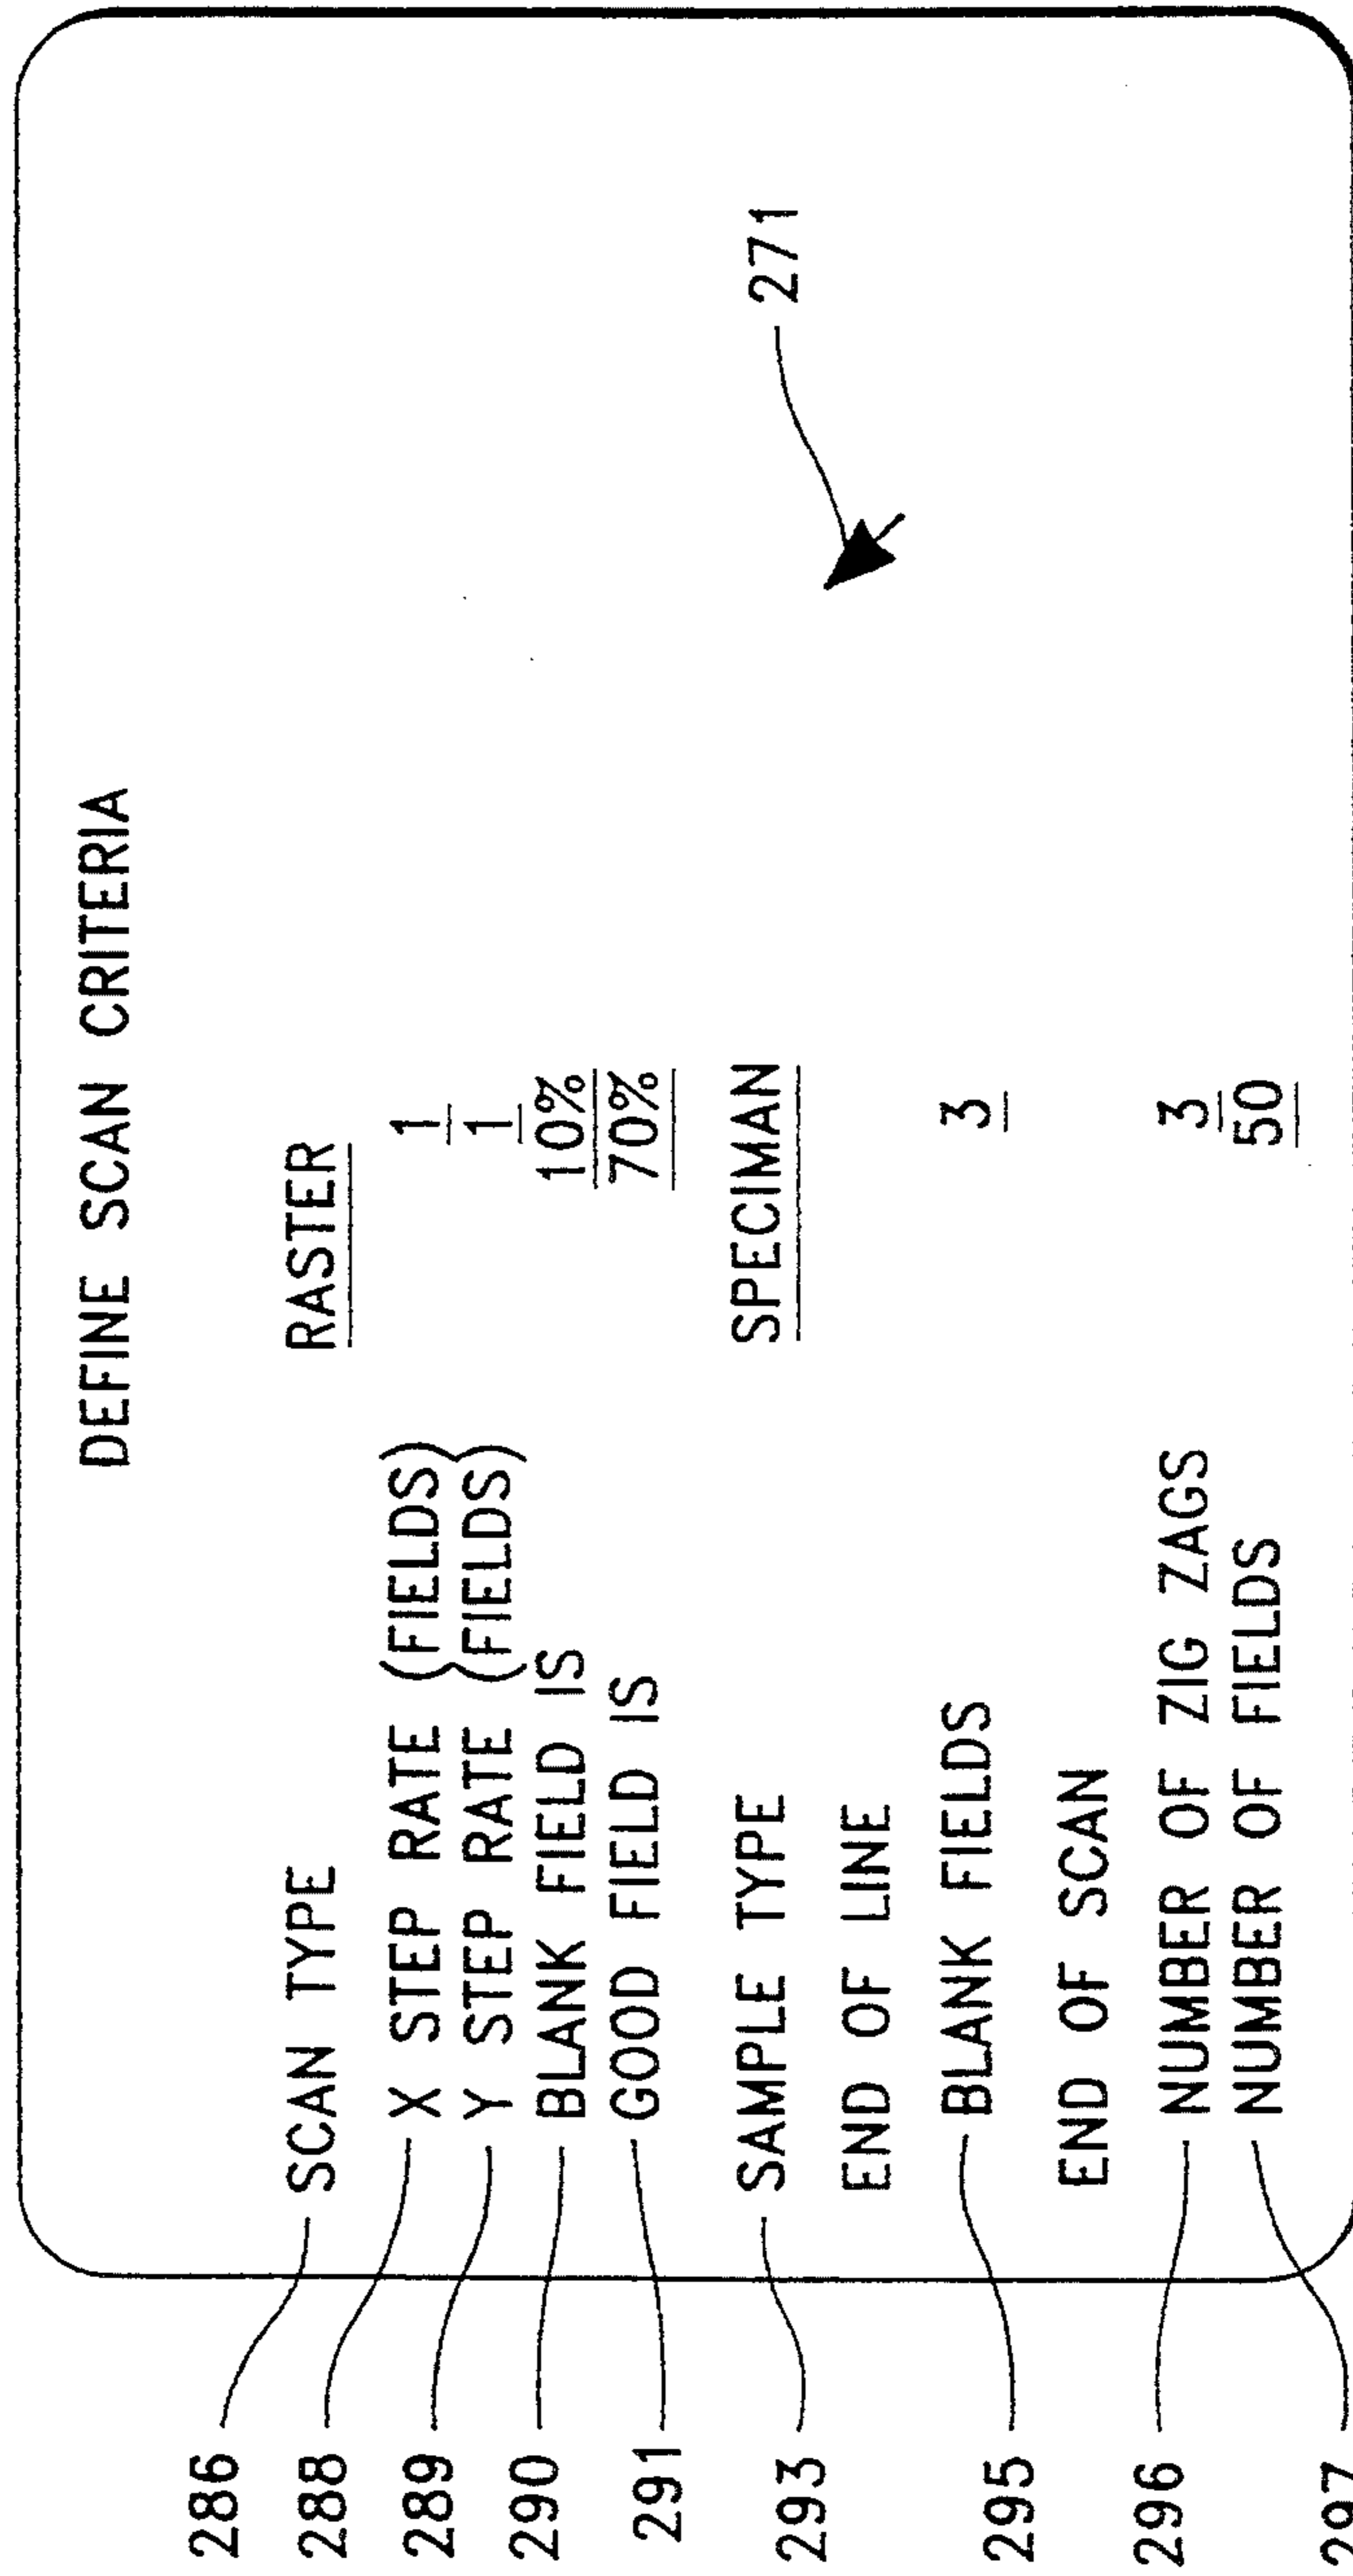 DEFINE SCAN CRITERIA
286 SCAN TYPE RASTER
288 X STEP RATE (FIELDS) 1
289 Y STEP RATE (FIELDS) 1
290 BLANK FIELD IS 10%
291 GOOD FIELD IS 70%
293 SAMPLE TYPE SPECIMAN
271
END OF LINE
295 BLANK FIELDS 3
END OF SCAN
296 NUMBER OF ZIG ZAGS 3
297 NUMBER OF FIELDS 50